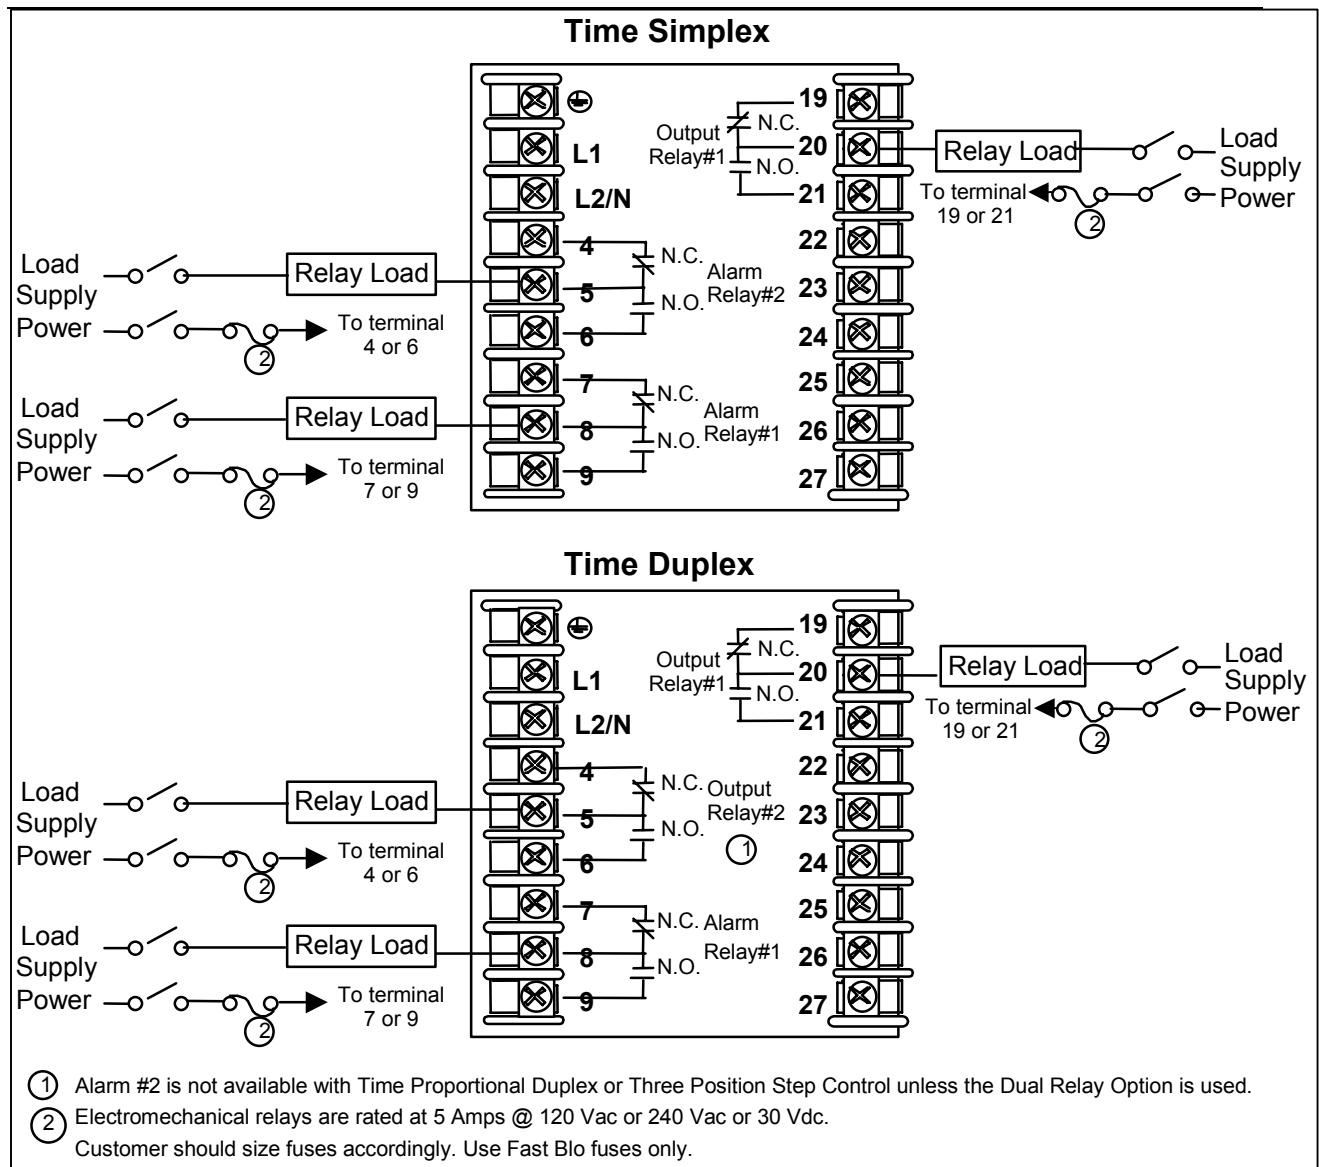 Time Simplex
L1
L2/N
4
5
6
7
8
9
N.C.
N.O.
Alarm
Relay#2
N.C.
N.O.
Alarm
Relay#1
Output
Relay#1
N.C.
N.O.
19
20
21
22
23
24
25
26
27
Relay Load
Load
Supply
Power
To terminal
19 or 21
2
Load
Supply
Power
Relay Load
To terminal
4 or 6
2
Load
Supply
Power
Relay Load
To terminal
7 or 9
2
Time Duplex
L1
L2/N
4
5
6
7
8
9
N.C.
N.O.
Output
Relay#2
1
N.C.
N.O.
Alarm
Relay#1
Output
Relay#1
N.C.
N.O.
19
20
21
22
23
24
25
26
27
Relay Load
Load
Supply
Power
To terminal
19 or 21
2
Load
Supply
Power
Relay Load
To terminal
4 or 6
2
Load
Supply
Power
Relay Load
To terminal
7 or 9
2
1 Alarm #2 is not available with Time Proportional Duplex or Three Position Step Control unless the Dual Relay Option is used.
2 Electromechanical relays are rated at 5 Amps @ 120 Vac or 240 Vac or 30 Vdc.
Customer should size fuses accordingly. Use Fast Blo fuses only.